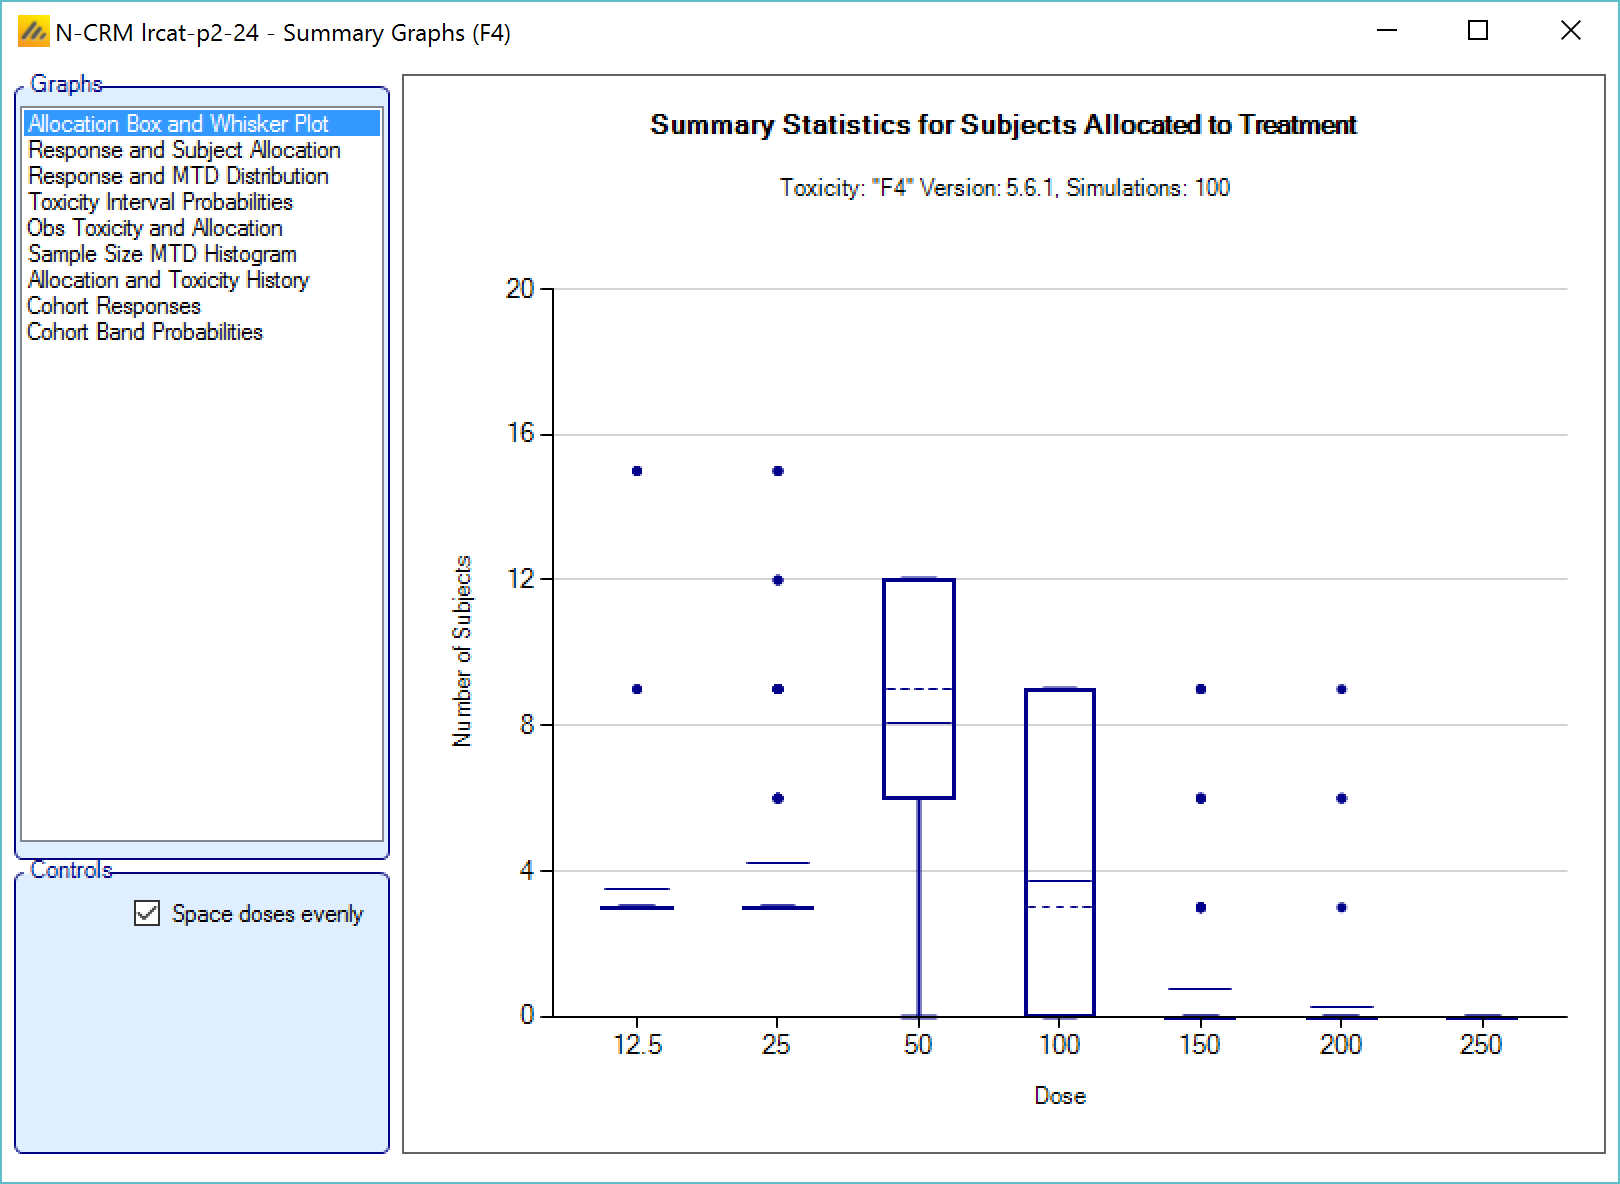 N-CRM lrcat-p2-24 - Summary Graphs (F4)
Graphs
Allocation Box and Whisker Plot
Response and Subject Allocation
Response and MTD Distribution
Toxicity Interval Probabilities
Obs Toxicity and Allocation
Sample Size MTD Histogram
Allocation and Toxicity History
Cohort Responses
Cohort Band Probabilities
Controls
Space doses evenly
Summary Statistics for Subjects Allocated to Treatment
Toxicity: "F4" Version: 5.6.1, Simulations: 100
Number of Subjects
20
16
12
8
4
0
12.5 25 50 100 150 200 250
Dose